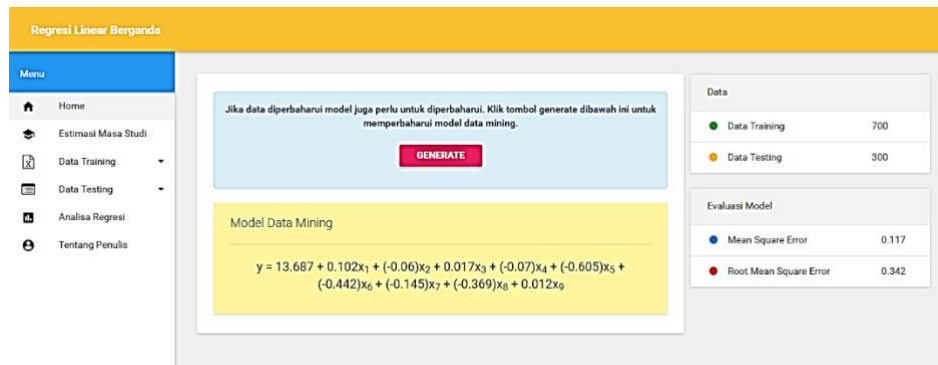 Regresi Linear Berganda
Menu
Home
Estimasi Masa Studi
Data Training
Data Testing
Analisa Regresi
Tentang Penulis
Jika data diperbaharui model juga perlu untuk diperbaharui. Klik tombol generate dibawah ini untuk
memperbaharui model data mining.
GENERATE
Model Data Mining
y = 13.687 + 0.102x₁ + (-0.06)x₂ + 0.017x₃ + (-0.07)x₄ + (-0.605)x₅ +
(-0.442)x₆ + (-0.145)x₇ + (-0.369)x₈ + 0.012x₉
Data
Data Training 700
Data Testing 300
Evaluasi Model
Mean Square Error 0.117
Root Mean Square Error 0.342